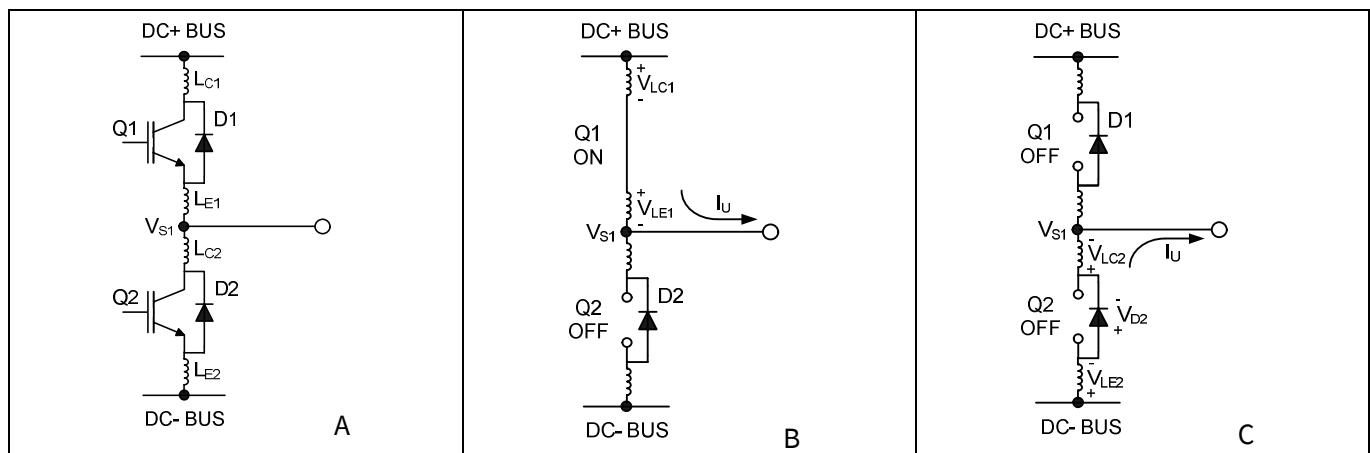 DC+ BUS
LC1
Q1
D1
LE1
VS1
LC2
Q2
D2
LE2
DC- BUS
A
DC+ BUS
+
VLC1
-
Q1
ON
+
VLE1
-
IU
VS1
Q2
OFF
D2
DC- BUS
B
DC+ BUS
Q1
OFF
D1
VS1
-
VLC2
+
IU
Q2
OFF
-
VD2
+
-
VLE2
+
DC- BUS
C